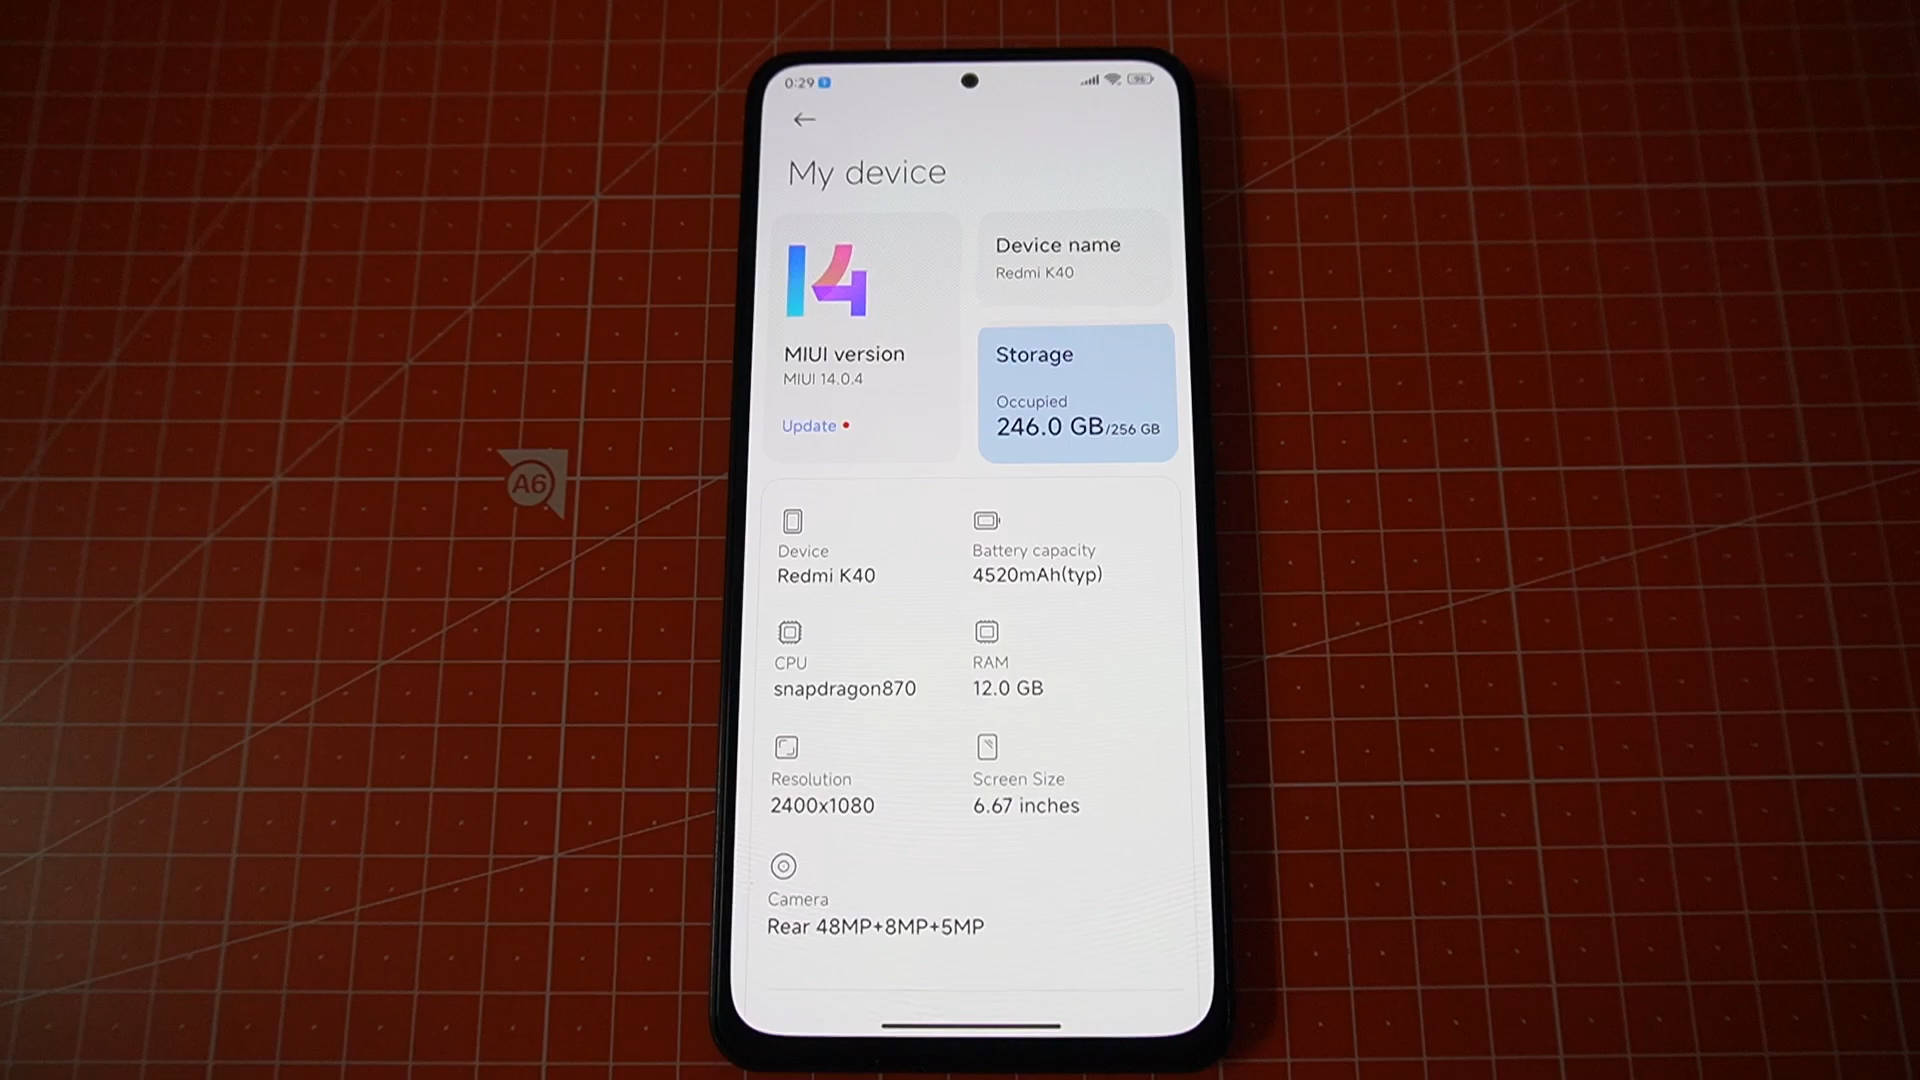 0:29
96
My device
14
MIUI version
MIUI 14.0.4
Update
Device name
Redmi K40
Storage
Occupied
246.0 GB/256 GB
Device
Redmi K40
Battery capacity
4520mAh(typ)
CPU
snapdragon870
RAM
12.0 GB
Resolution
2400x1080
Screen Size
6.67 inches
Camera
Rear 48MP+8MP+5MP
A6